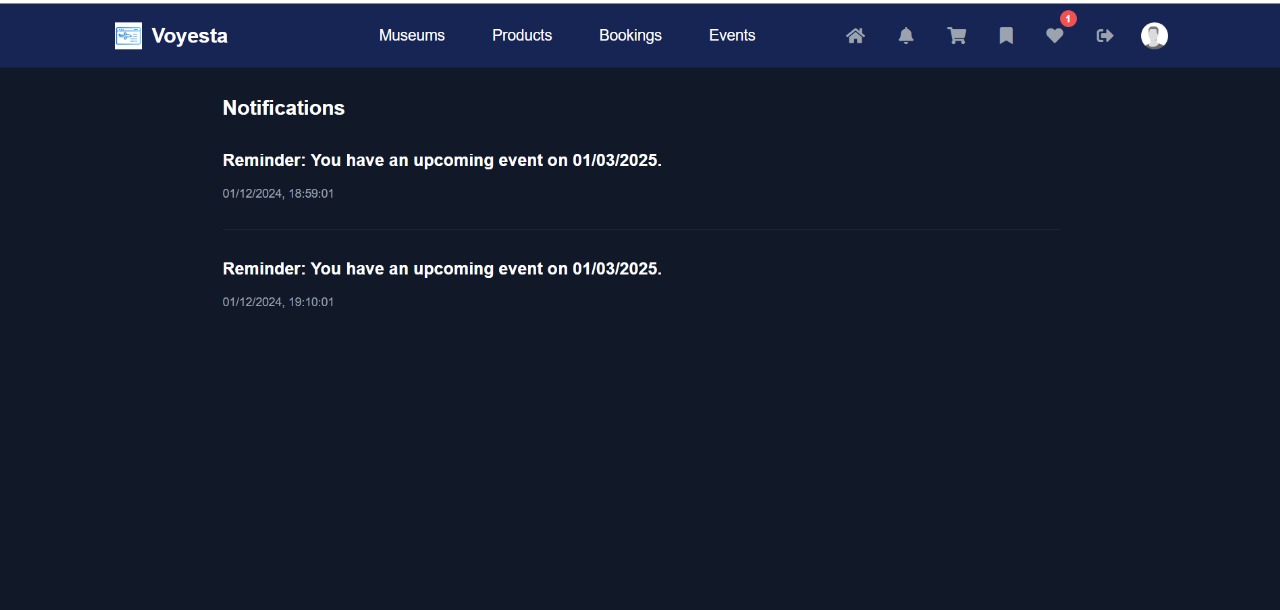 Voyesta
Museums
Products
Bookings
Events
1
Notifications
Reminder: You have an upcoming event on 01/03/2025.
01/12/2024, 18:59:01
Reminder: You have an upcoming event on 01/03/2025.
01/12/2024, 19:10:01